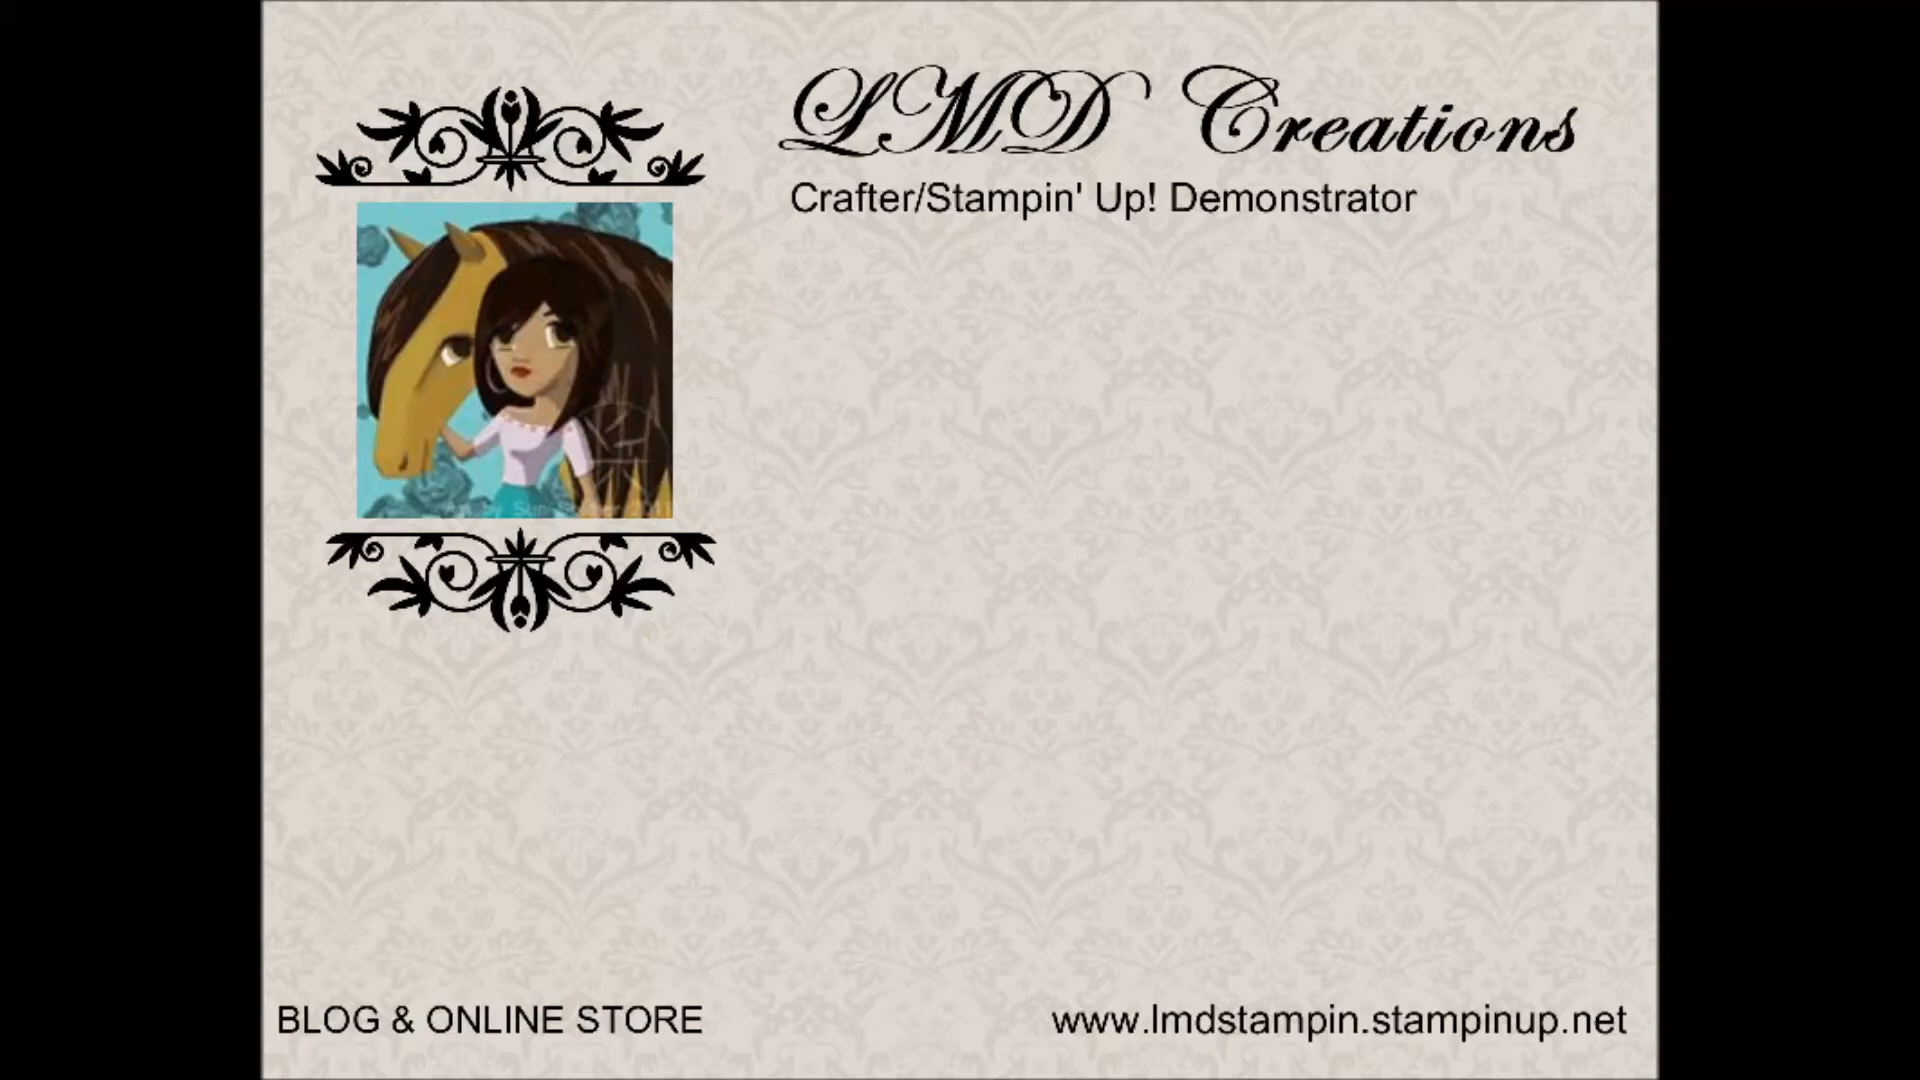 LMD Creations
Crafter/Stampin' Up! Demonstrator
BLOG & ONLINE STORE
www.lmdstampin.stampinup.net